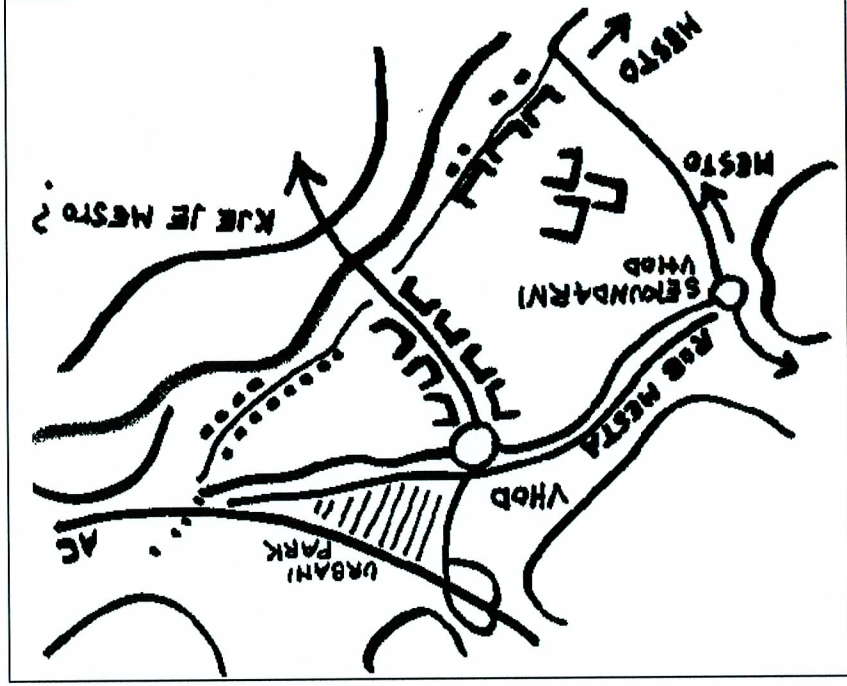 URBANI
PARK
AC
VHOD
ROB MESTA
SEKUNDARNI
VHOD
KJE JE MESTO ?
MESTO
MESTO